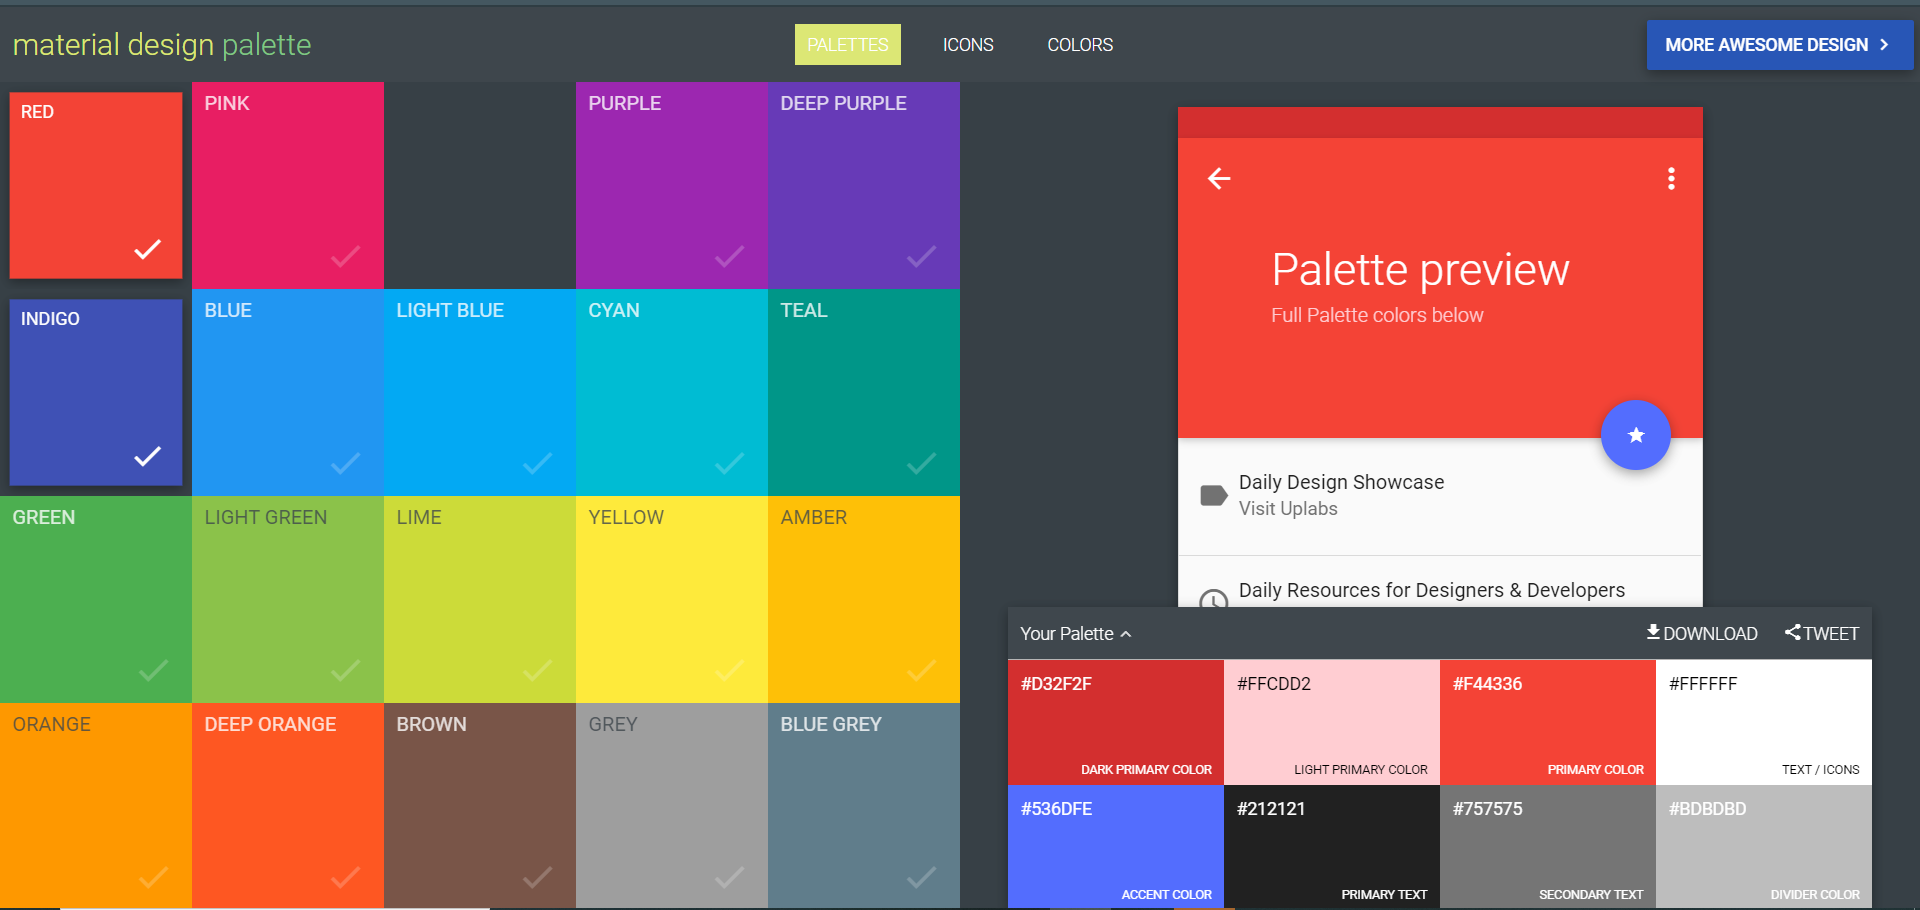 material design palette
PALETTES
ICONS
COLORS
MORE AWESOME DESIGN
RED
PINK
PURPLE
DEEP PURPLE
INDIGO
BLUE
LIGHT BLUE
CYAN
TEAL
GREEN
LIGHT GREEN
LIME
YELLOW
AMBER
ORANGE
DEEP ORANGE
BROWN
GREY
BLUE GREY
Palette preview
Full Palette colors below
Daily Design Showcase
Visit Uplabs
Daily Resources for Designers & Developers
Your Palette
DOWNLOAD
TWEET
#D32F2F
DARK PRIMARY COLOR
#FFCDD2
LIGHT PRIMARY COLOR
#F44336
PRIMARY COLOR
#FFFFFF
TEXT / ICONS
#536DFE
ACCENT COLOR
#212121
PRIMARY TEXT
#757575
SECONDARY TEXT
#BDBDBD
DIVIDER COLOR